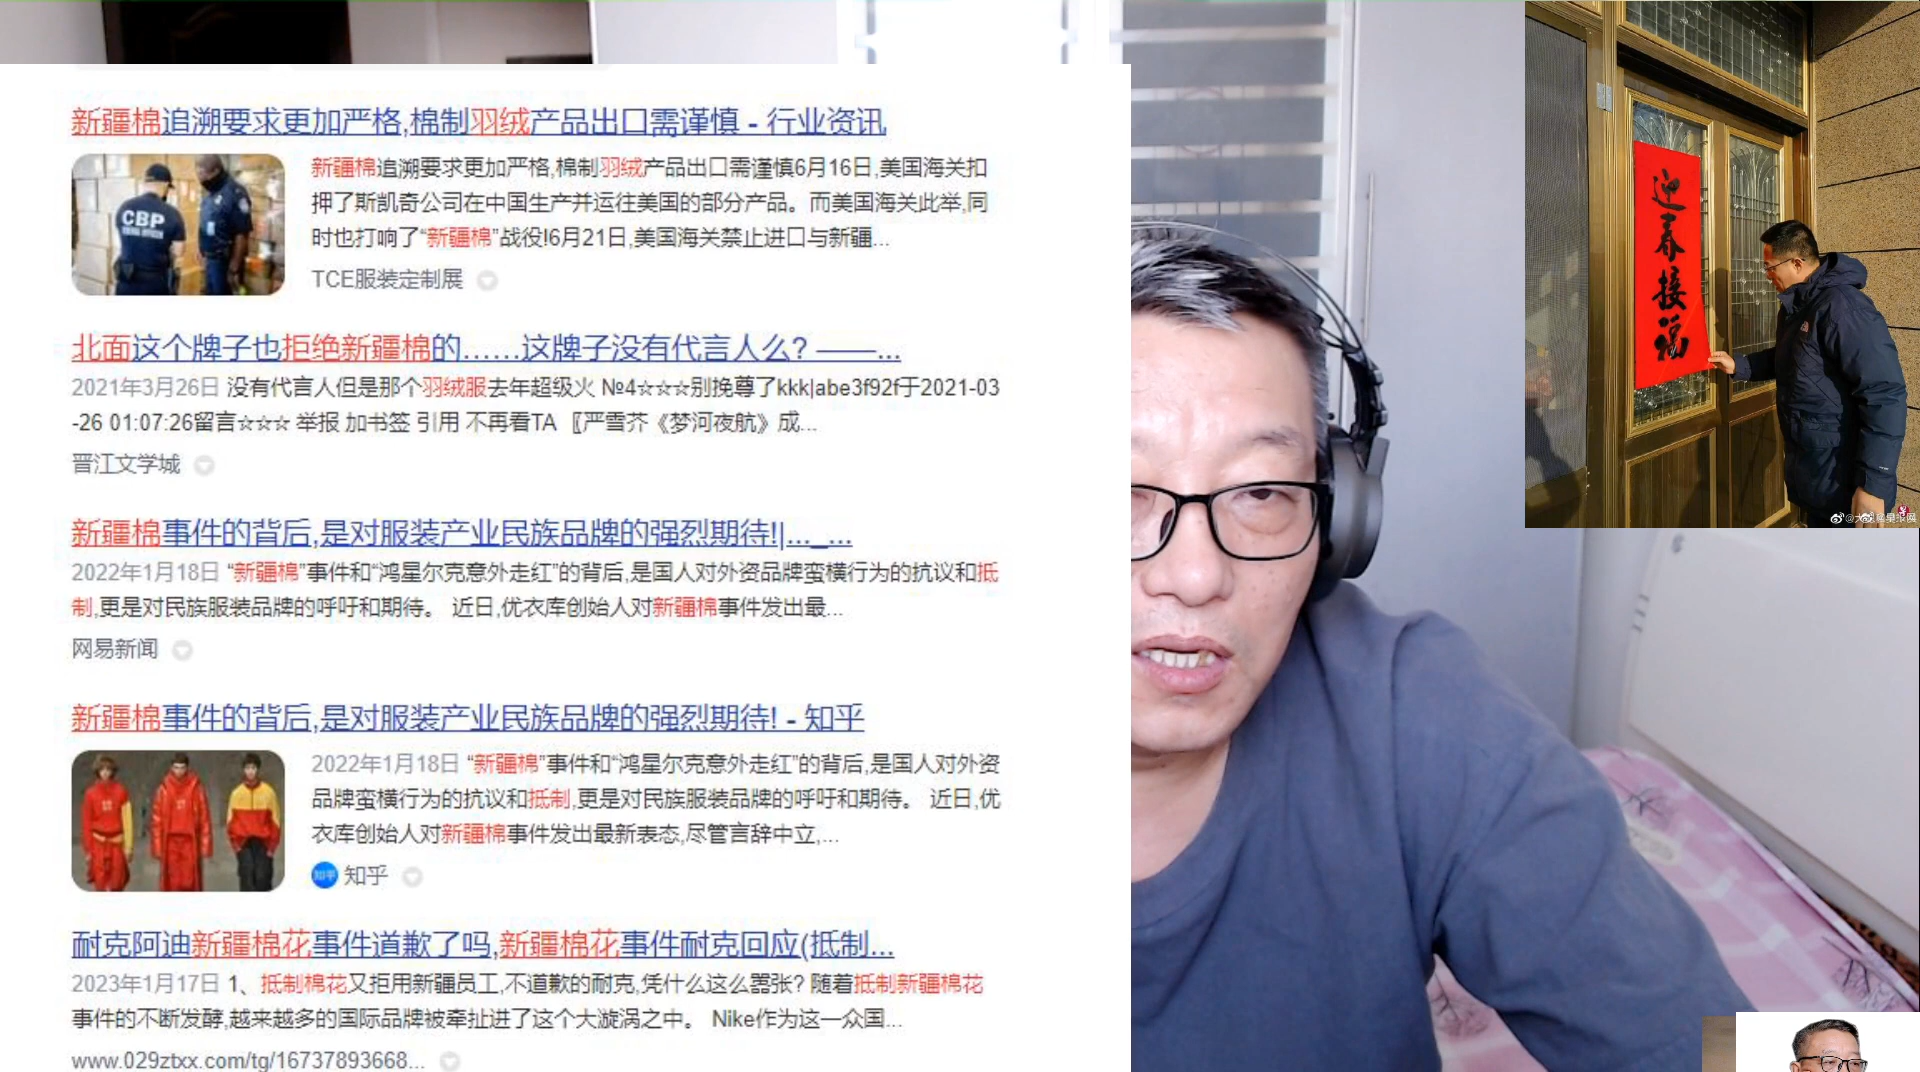 新疆棉追溯要求更加严格,棉制羽绒产品出口需谨慎 - 行业资讯
新疆棉追溯要求更加严格,棉制羽绒产品出口需谨慎6月16日,美国海关扣
押了斯凯奇公司在中国生产并运往美国的部分产品。而美国海关此举,同
时也打响了“新疆棉”战役!6月21日,美国海关禁止进口与新疆...
CBP
TCE服装定制展
北面这个牌子也拒绝新疆棉的……这牌子没有代言人么? ——...
2021年3月26日 没有代言人但是那个羽绒服去年超级火 №4☆☆☆别挽尊了kkk|abe3f92f于2021-03
-26 01:07:26留言☆☆☆ 举报 加书签 引用 不再看TA 〖严雪芥《梦河夜航》成...
晋江文学城
新疆棉事件的背后,是对服装产业民族品牌的强烈期待!|..._...
2022年1月18日 “新疆棉”事件和“鸿星尔克意外走红”的背后,是国人对外资品牌蛮横行为的抗议和抵
制,更是对民族服装品牌的呼吁和期待。 近日,优衣库创始人对新疆棉事件发出最...
网易新闻
新疆棉事件的背后,是对服装产业民族品牌的强烈期待! - 知乎
2022年1月18日 “新疆棉”事件和“鸿星尔克意外走红”的背后,是国人对外资
品牌蛮横行为的抗议和抵制,更是对民族服装品牌的呼吁和期待。 近日,优
衣库创始人对新疆棉事件发出最新表态,尽管言辞中立,...
知乎 知乎
耐克阿迪新疆棉花事件道歉了吗,新疆棉花事件耐克回应(抵制...
2023年1月17日 1、抵制棉花又拒用新疆员工,不道歉的耐克,凭什么这么嚣张? 随着抵制新疆棉花
事件的不断发酵,越来越多的国际品牌被牵扯进了这个大漩涡之中。 Nike作为这一众国...
www.029ztxx.com/tg/16737893668...
迎春接福